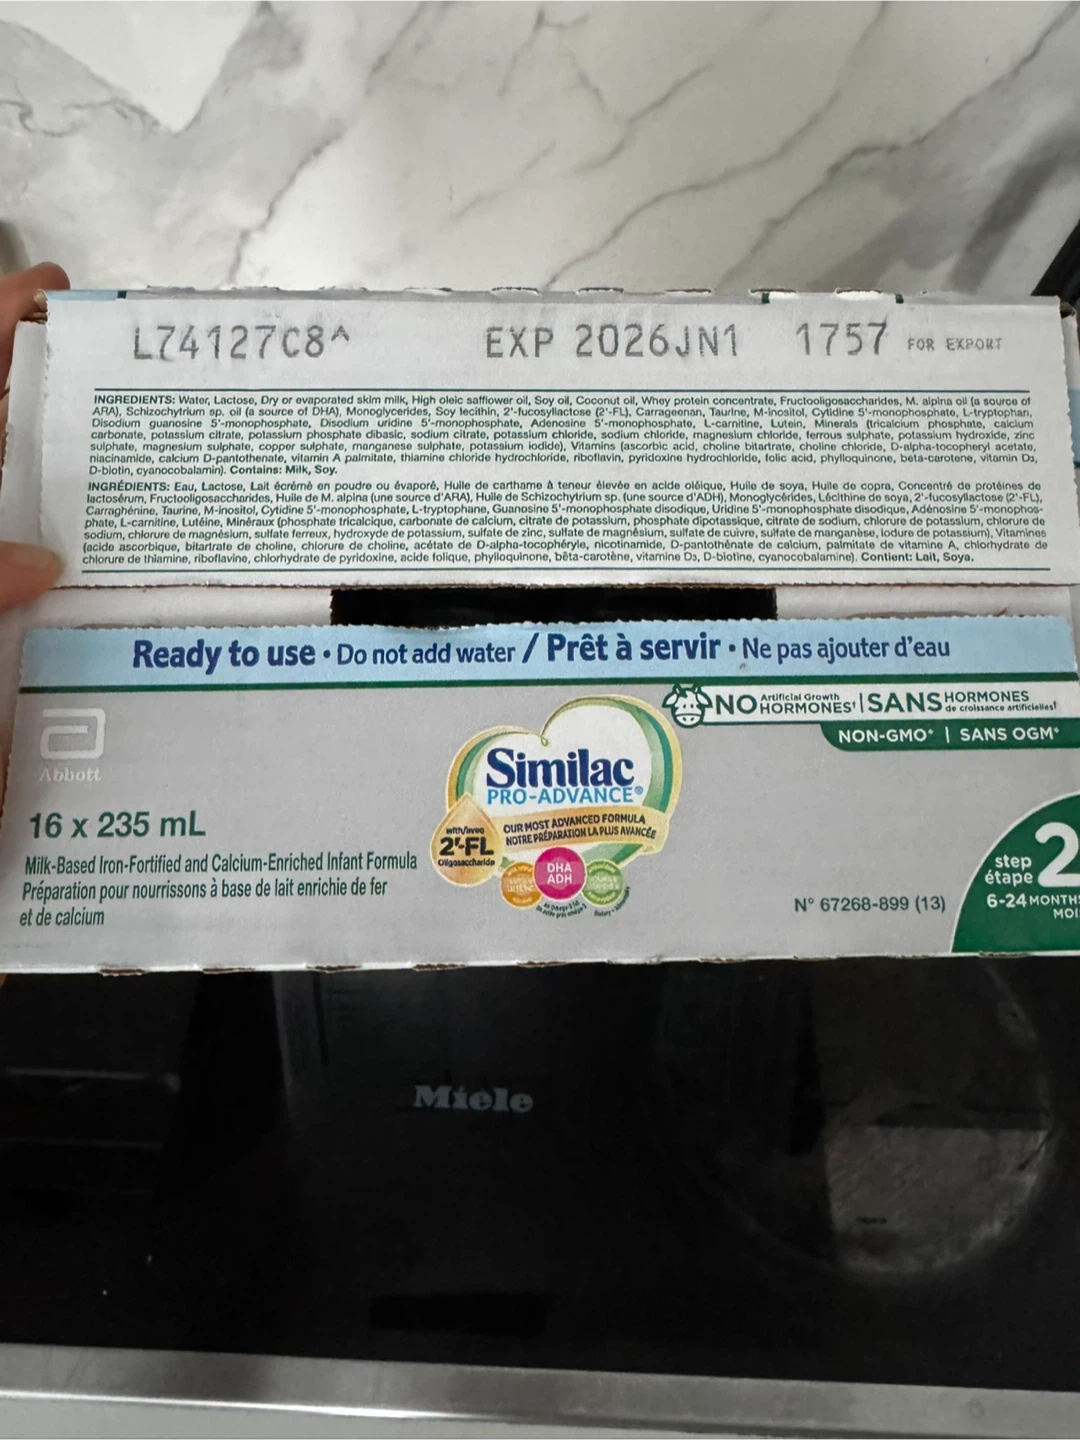 L74127C8^ EXP 2026JN1 1757 FOR EXPORT
INGREDIENTS: Water, Lactose, Dry or evaporated skim milk, High oleic safflower oil, Soy oil, Coconut oil, Whey protein concentrate, Fructooligosaccharides, M. alpina oil (a source of
ARA), Schizochytrium sp. oil (a source of DHA), Monoglycerides, Soy lecithin, 2'-fucosyllactose (2'-FL), Carrageenan, Taurine, M-inositol, Cytidine 5'-monophosphate, L-tryptophan,
Disodium guanosine 5'-monophosphate, Disodium uridine 5'-monophosphate, Adenosine 5'-monophosphate, L-carnitine, Lutein, Minerals (tricalcium phosphate, calcium
carbonate, potassium citrate, potassium phosphate dibasic, sodium citrate, potassium chloride, sodium chloride, magnesium chloride, ferrous sulphate, potassium hydroxide, zinc
sulphate, magnesium sulphate, copper sulphate, manganese sulphate, potassium iodide), Vitamins (ascorbic acid, choline bitartrate, choline chloride, D-alpha-tocopheryl acetate,
niacinamide, calcium D-pantothenate, vitamin A palmitate, thiamine chloride hydrochloride, riboflavin, pyridoxine hydrochloride, folic acid, phylloquinone, beta-carotene, vitamin D₃,
D-biotin, cyanocobalamin). Contains: Milk, Soy.
INGRÉDIENTS: Eau, Lactose, Lait écrémé en poudre ou évaporé, Huile de carthame à teneur élevée en acide oléique, Huile de soya, Huile de copra, Concentré de protéines de
lactosérum, Fructooligosaccharides, Huile de M. alpina (une source d'ARA), Huile de Schizochytrium sp. (une source d'ADH), Monoglycérides, Lécithine de soya, 2'-fucosyllactose (2'-FL),
Carraghénine, Taurine, M-inositol, Cytidine 5'-monophosphate, L-tryptophane, Guanosine 5'-monophosphate disodique, Uridine 5'-monophosphate disodique, Adénosine 5'-monophos-
phate, L-carnitine, Lutéine, Minéraux (phosphate tricalcique, carbonate de calcium, citrate de potassium, phosphate dipotassique, citrate de sodium, chlorure de potassium, chlorure de
sodium, chlorure de magnésium, sulfate ferreux, hydroxyde de potassium, sulfate de zinc, sulfate de magnésium, sulfate de cuivre, sulfate de manganèse, iodure de potassium), Vitamines
(acide ascorbique, bitartrate de choline, chlorure de choline, acétate de D-alpha-tocophéryle, nicotinamide, D-pantothénate de calcium, palmitate de vitamine A, chlorhydrate de
chlorure de thiamine, riboflavine, chlorhydrate de pyridoxine, acide folique, phylloquinone, bêta-carotène, vitamine D₃, D-biotine, cyanocobalamine). Contient: Lait, Soya.
Ready to use • Do not add water / Prêt à servir • Ne pas ajouter d'eau
NO Artificial Growth HORMONES† | SANS HORMONES de croissance artificielles†
NON-GMO* | SANS OGM*
Abbott
Similac
PRO-ADVANCE®
OUR MOST ADVANCED FORMULA
NOTRE PRÉPARATION LA PLUS AVANCÉE
with/avec
2'-FL
Oligosaccharide
DHA
ADH
16 x 235 mL
Milk-Based Iron-Fortified and Calcium-Enriched Infant Formula
Préparation pour nourrissons à base de lait enrichie de fer
et de calcium
N° 67268-899 (13)
step
étape 2
6-24 MONTHS
MOI
Miele